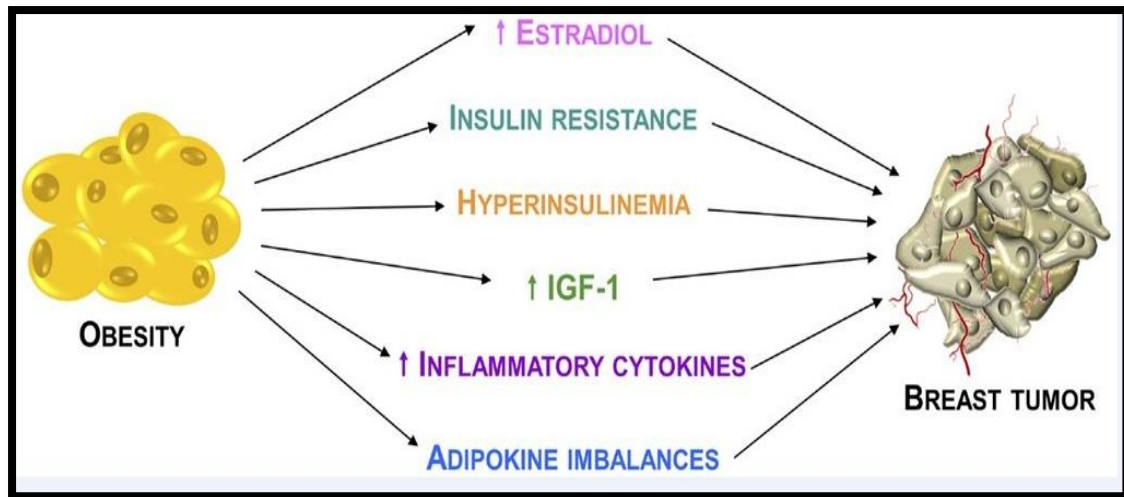 ↑ ESTRADIOL
INSULIN RESISTANCE
HYPERINSULINEMIA
↑ IGF-1
OBESITY
↑ INFLAMMATORY CYTOKINES
BREAST TUMOR
ADIPOKINE IMBALANCES